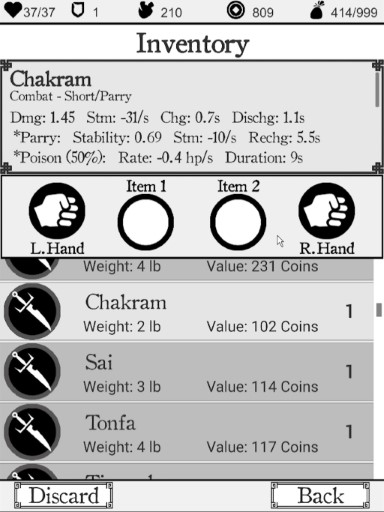 37/37 1 210 809 414/999
Inventory
Chakram
Combat - Short/Parry
Dmg: 1.45 Stm: -31/s Chg: 0.7s Dischg: 1.1s
*Parry: Stability: 0.69 Stm: -10/s Rechg: 5.5s
*Poison (50%): Rate: -0.4 hp/s Duration: 9s
Item 1 Item 2
L.Hand R.Hand
Weight: 4 lb Value: 231 Coins
Chakram 1
Weight: 2 lb Value: 102 Coins
Sai 1
Weight: 3 lb Value: 114 Coins
Tonfa 1
Weight: 4 lb Value: 117 Coins
Discard Back